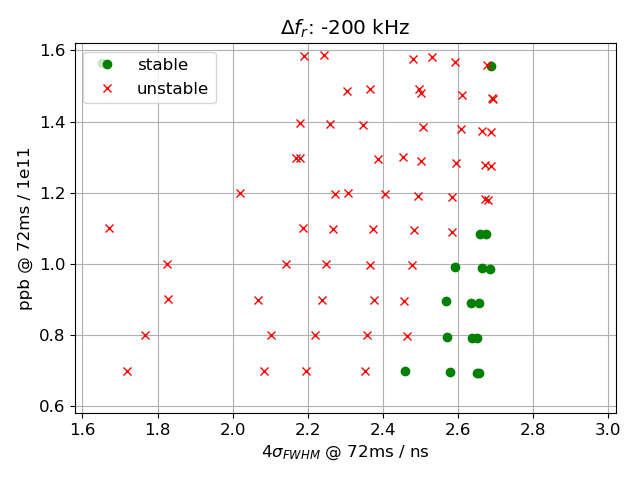 Δf_r: -200 kHz
stable
unstable
ppb @ 72ms / 1e11
1.6
1.4
1.2
1.0
0.8
0.6
1.6 1.8 2.0 2.2 2.4 2.6 2.8 3.0
4σ_FWHM @ 72ms / ns